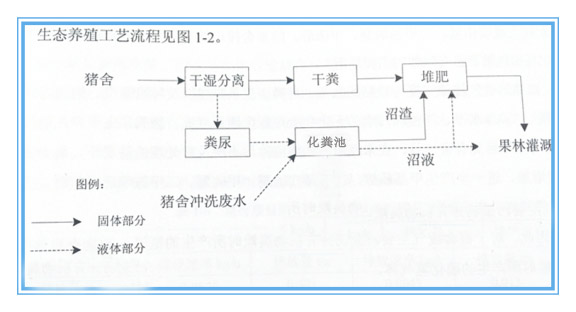 生态养殖工艺流程见图 1-2。
猪舍
干湿分离
干粪
堆肥
沼渣
粪尿
化粪池
沼液
果林灌溉
图例：
猪舍冲洗废水
固体部分
液体部分